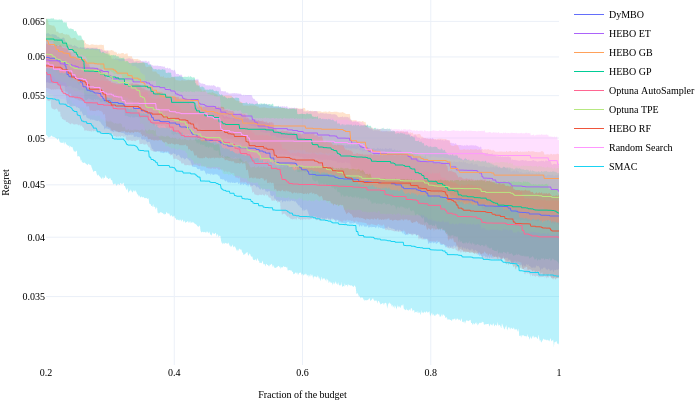 0.065
0.06
0.055
0.05
0.045
0.04
0.035
Regret
0.2
0.4
0.6
0.8
1
Fraction of the budget
DyMBO
HEBO ET
HEBO GB
HEBO GP
Optuna AutoSampler
Optuna TPE
HEBO RF
Random Search
SMAC